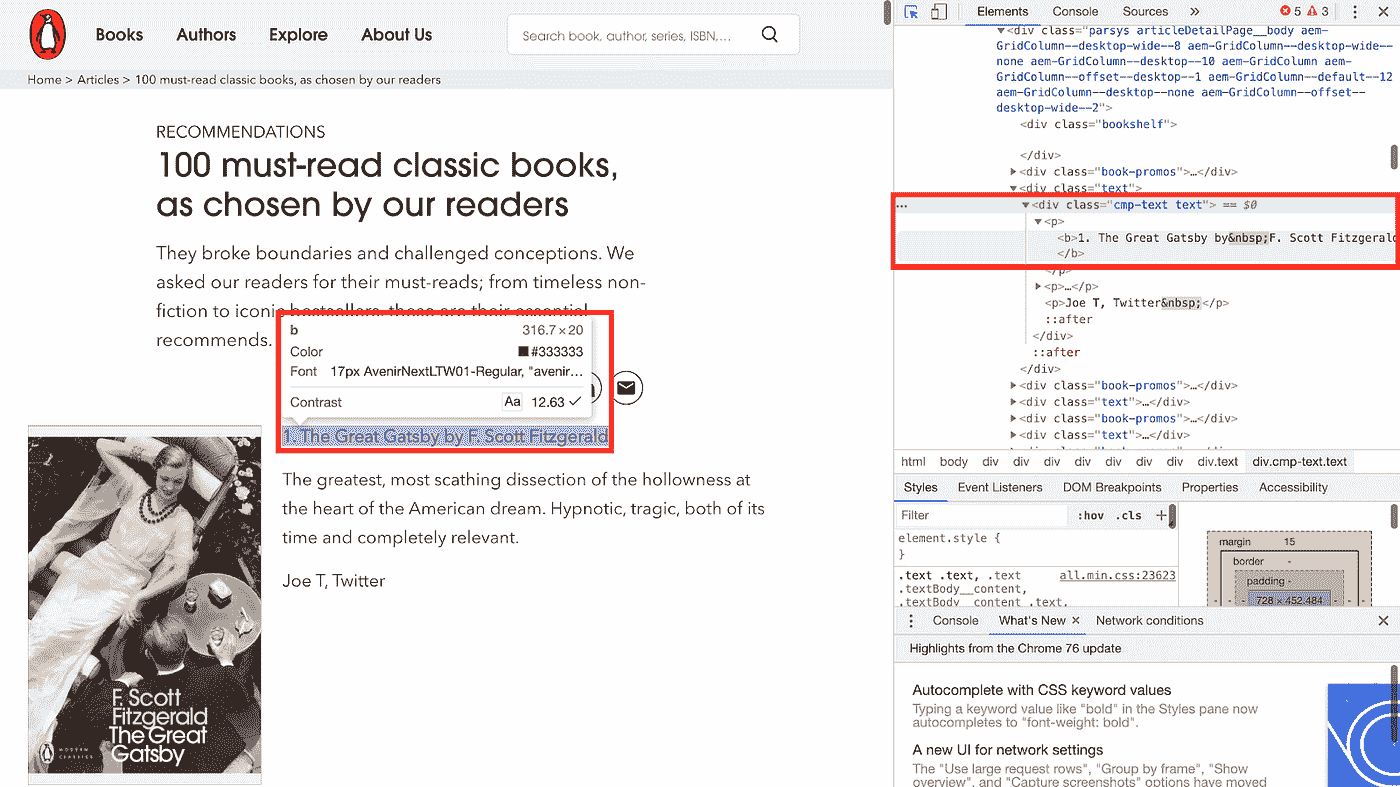 Books
Authors
Explore
About Us
Search book, author, series, ISBN,...
Home > Articles > 100 must-read classic books, as chosen by our readers
RECOMMENDATIONS
100 must-read classic books,
as chosen by our readers
They broke boundaries and challenged conceptions. We
asked our readers for their must-reads; from timeless non-
fiction to iconic bestsellers, these are their essential
recommends.
b 316.7 × 20
Color #333333
Font 17px AvenirNextLTW01-Regular, "avenir…
Contrast Aa 12.63
1. The Great Gatsby by F. Scott Fitzgerald
The greatest, most scathing dissection of the hollowness at
the heart of the American dream. Hypnotic, tragic, both of its
time and completely relevant.
Joe T, Twitter
F. Scott
Fitzgerald
The Great
Gatsby
MODERN
CLASSICS
Elements Console Sources » 5 3
<div class="parsys articleDetailPage__body aem-
GridColumn--desktop-wide--8 aem-GridColumn--desktop-wide--
none aem-GridColumn--desktop--10 aem-GridColumn aem-
GridColumn--offset--desktop--1 aem-GridColumn--default--12
aem-GridColumn--desktop--none aem-GridColumn--offset--
desktop-wide--2">
<div class="bookshelf">
</div>
<div class="book-promos">…</div>
<div class="text">
… <div class="cmp-text text"> == $0
<p>
<b>1. The Great Gatsby by&nbsp;F. Scott Fitzgerald
</b>
</p>
<p>…</p>
<p>Joe T, Twitter&nbsp;</p>
::after
</div>
::after
</div>
<div class="book-promos">…</div>
<div class="text">…</div>
<div class="book-promos">…</div>
<div class="text">…</div>
html body div div div div div div div div.text div.cmp-text.text
Styles Event Listeners DOM Breakpoints Properties Accessibility
Filter :hov .cls +
element.style {
}
.text .text, .text all.min.css:23623
.textBody__content,
.textBody__content .text,
margin 15
border -
padding -
728 × 452.484
Console What's New × Network conditions
Highlights from the Chrome 76 update
Autocomplete with CSS keyword values
Typing a keyword value like "bold" in the Styles pane now
autocompletes to "font-weight: bold".
A new UI for network settings
The "Use large request rows", "Group by frame", "Show
overview", and "Capture screenshots" options have moved